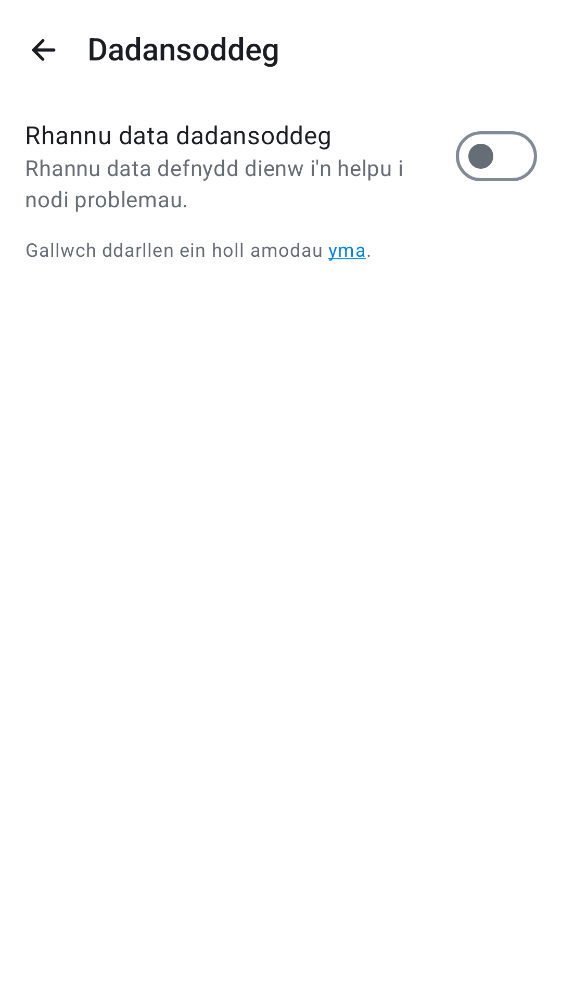 Dadansoddeg
Rhannu data dadansoddeg
Rhannu data defnydd dienw i'n helpu i
nodi problemau.
Gallwch ddarllen ein holl amodau yma.